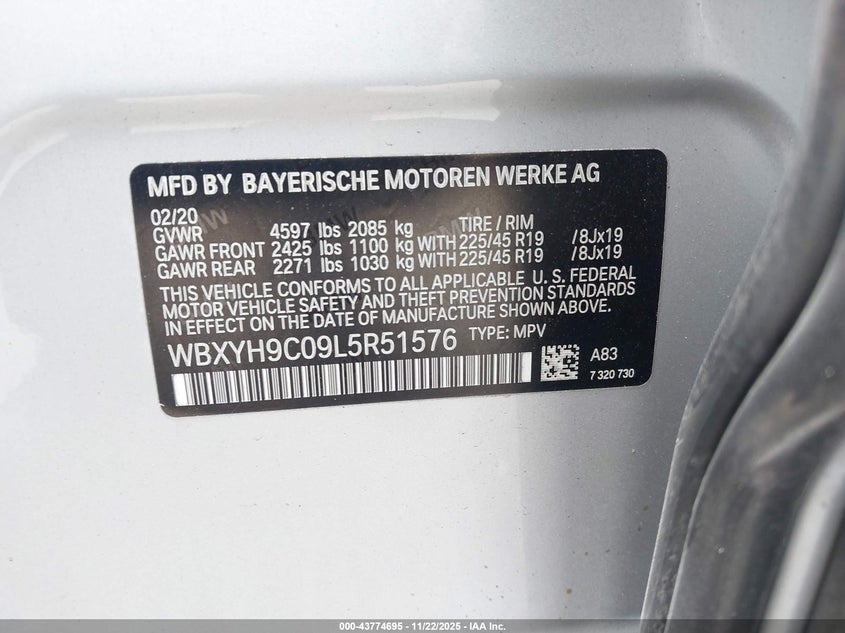 MFD BY BAYERISCHE MOTOREN WERKE AG
02/20
GVWR 4597 lbs 2085 kg TIRE / RIM
GAWR FRONT 2425 lbs 1100 kg WITH 225/45 R19 /8Jx19
GAWR REAR 2271 lbs 1030 kg WITH 225/45 R19 /8Jx19
THIS VEHICLE CONFORMS TO ALL APPLICABLE U. S. FEDERAL
MOTOR VEHICLE SAFETY AND THEFT PREVENTION STANDARDS
IN EFFECT ON THE DATE OF MANUFACTURE SHOWN ABOVE.
WBXYH9C09L5R51576 TYPE: MPV
A83
7 320 730
000-43774695 - 11/22/2025 - IAA Inc.